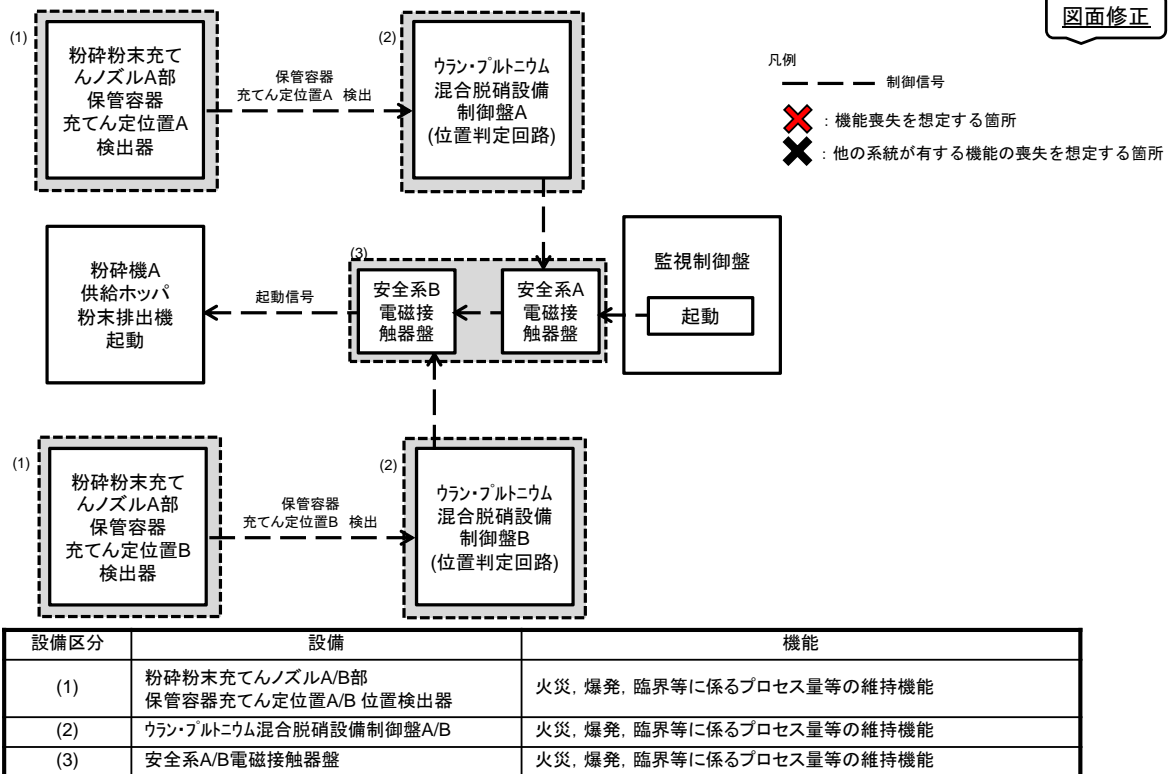 図面修正
(1)
粉砕粉末充て
んノズルA部
保管容器
充てん定位置A
検出器
保管容器
充てん定位置A 検出
(2)
ウラン・プルトニウム
混合脱硝設備
制御盤A
(位置判定回路)
凡例
制御信号
：機能喪失を想定する箇所
：他の系統が有する機能の喪失を想定する箇所
粉砕機A
供給ホッパ
粉末排出機
起動
起動信号
(3)
安全系B
電磁接
触器盤
安全系A
電磁接
触器盤
監視制御盤
起動
(1)
粉砕粉末充て
んノズルA部
保管容器
充てん定位置B
検出器
保管容器
充てん定位置B 検出
(2)
ウラン・プルトニウム
混合脱硝設備
制御盤B
(位置判定回路)
設備区分 設備 機能
(1) 粉砕粉末充てんノズルA/B部
保管容器充てん定位置A/B 位置検出器 火災，爆発，臨界等に係るプロセス量等の維持機能
(2) ウラン・プルトニウム混合脱硝設備制御盤A/B 火災，爆発，臨界等に係るプロセス量等の維持機能
(3) 安全系A/B電磁接触器盤 火災，爆発，臨界等に係るプロセス量等の維持機能